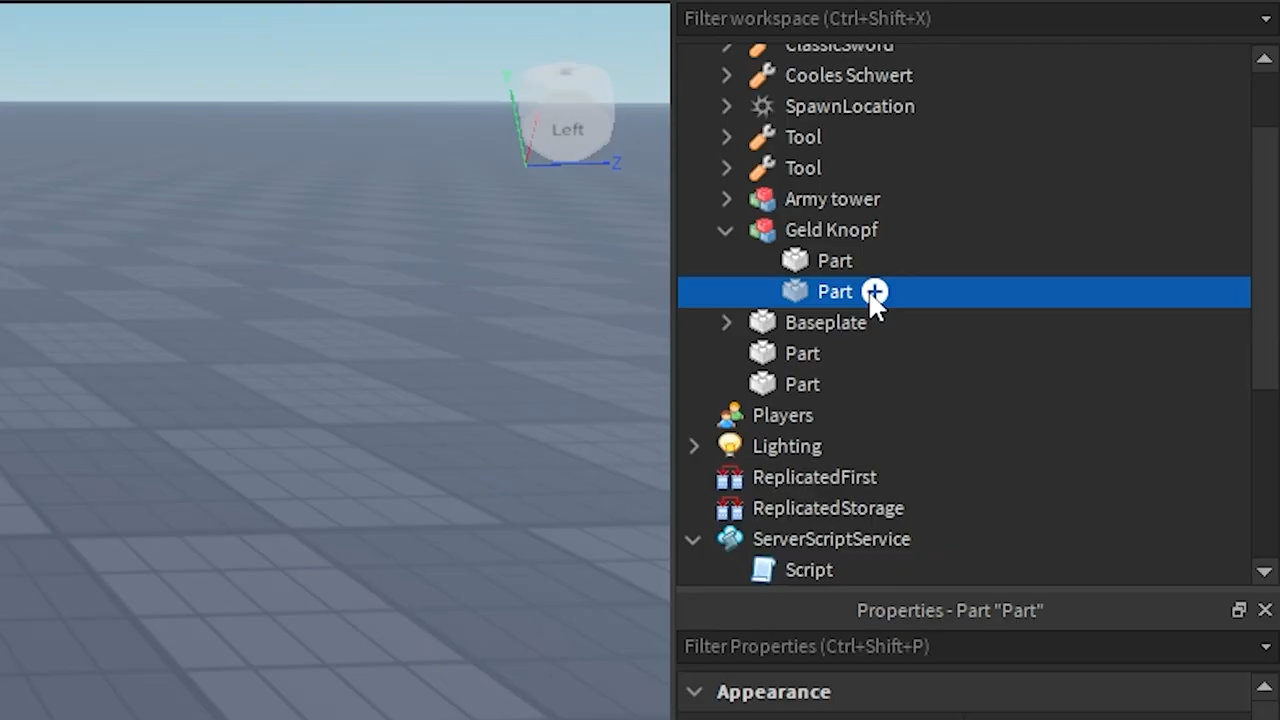 Filter workspace (Ctrl+Shift+X)
ClassicSword
Cooles Schwert
SpawnLocation
Tool
Tool
Army tower
Geld Knopf
Part
Part
Baseplate
Part
Part
Players
Lighting
ReplicatedFirst
ReplicatedStorage
ServerScriptService
Script
Properties - Part "Part"
Filter Properties (Ctrl+Shift+P)
Appearance
Left
Z